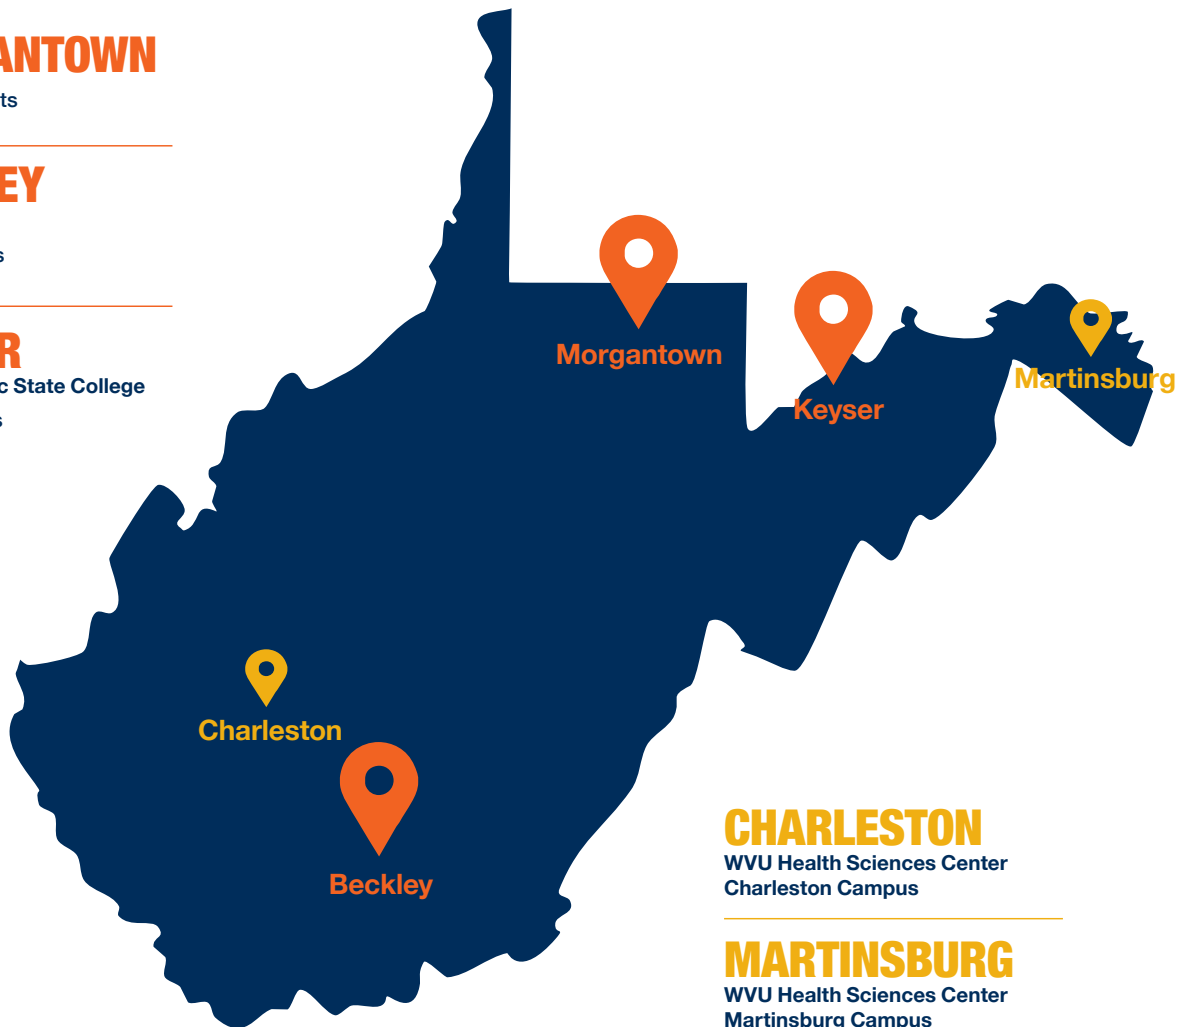 ANTOWN
ts
EY
s
R
c State College
s
Morgantown
Keyser
Martinsburg
Charleston
Beckley
CHARLESTON
WVU Health Sciences Center
Charleston Campus
MARTINSBURG
WVU Health Sciences Center
Martinsburg Campus